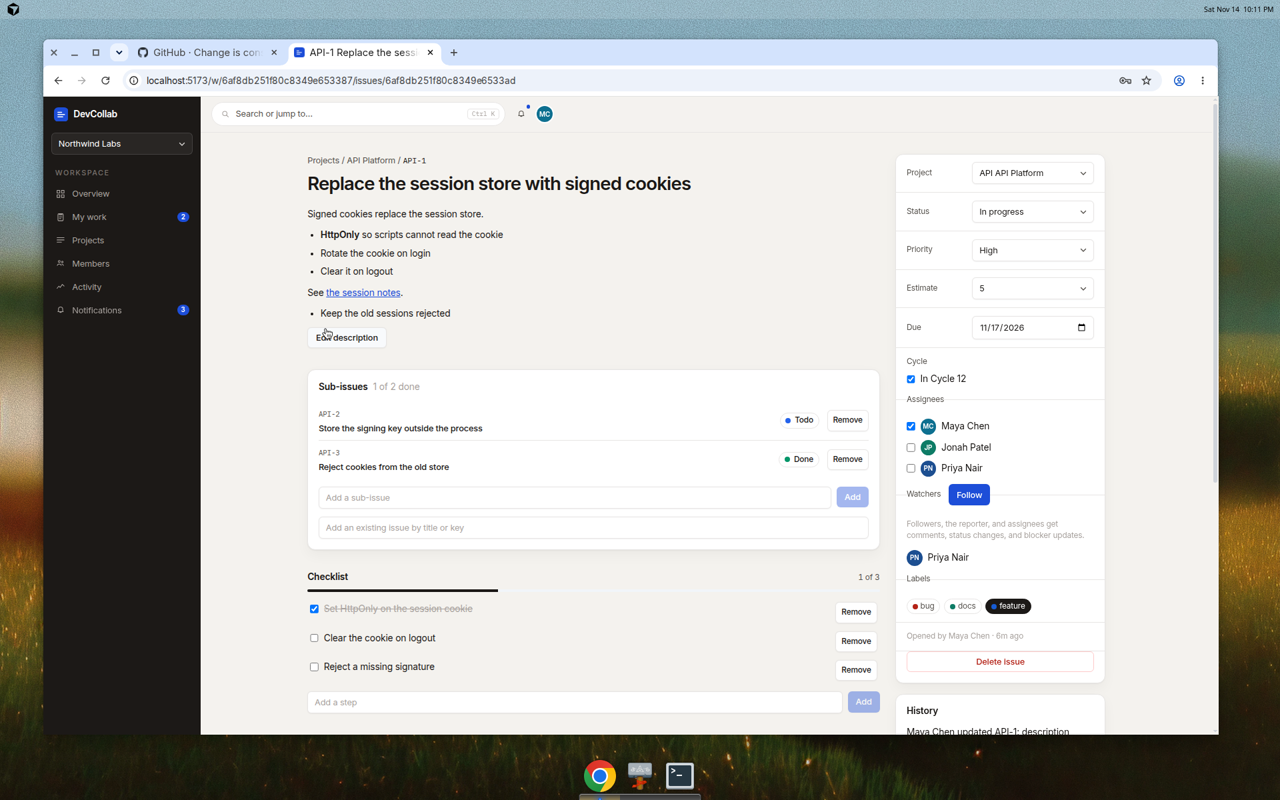 Sat Nov 14 10:11 PM
GitHub · Change is con
API-1 Replace the sess
localhost:5173/w/6af8db251f80c8349e653387/issues/6af8db251f80c8349e6533ad
DevCollab
Northwind Labs
WORKSPACE
Overview
My work 2
Projects
Members
Activity
Notifications 3
Search or jump to... Ctrl K
MC
Projects / API Platform / API-1
Replace the session store with signed cookies
Signed cookies replace the session store.
• HttpOnly so scripts cannot read the cookie
• Rotate the cookie on login
• Clear it on logout
See the session notes.
• Keep the old sessions rejected
Edit description
Sub-issues 1 of 2 done
API-2
Store the signing key outside the process
Todo Remove
API-3
Reject cookies from the old store
Done Remove
Add a sub-issue Add
Add an existing issue by title or key
Checklist 1 of 3
Set HttpOnly on the session cookie Remove
Clear the cookie on logout Remove
Reject a missing signature Remove
Add a step Add
Project API API Platform
Status In progress
Priority High
Estimate 5
Due 11/17/2026
Cycle
In Cycle 12
Assignees
MC Maya Chen
JP Jonah Patel
PN Priya Nair
Watchers Follow
Followers, the reporter, and assignees get
comments, status changes, and blocker updates.
PN Priya Nair
Labels
bug docs feature
Opened by Maya Chen · 6m ago
Delete issue
History
Maya Chen updated API-1: description